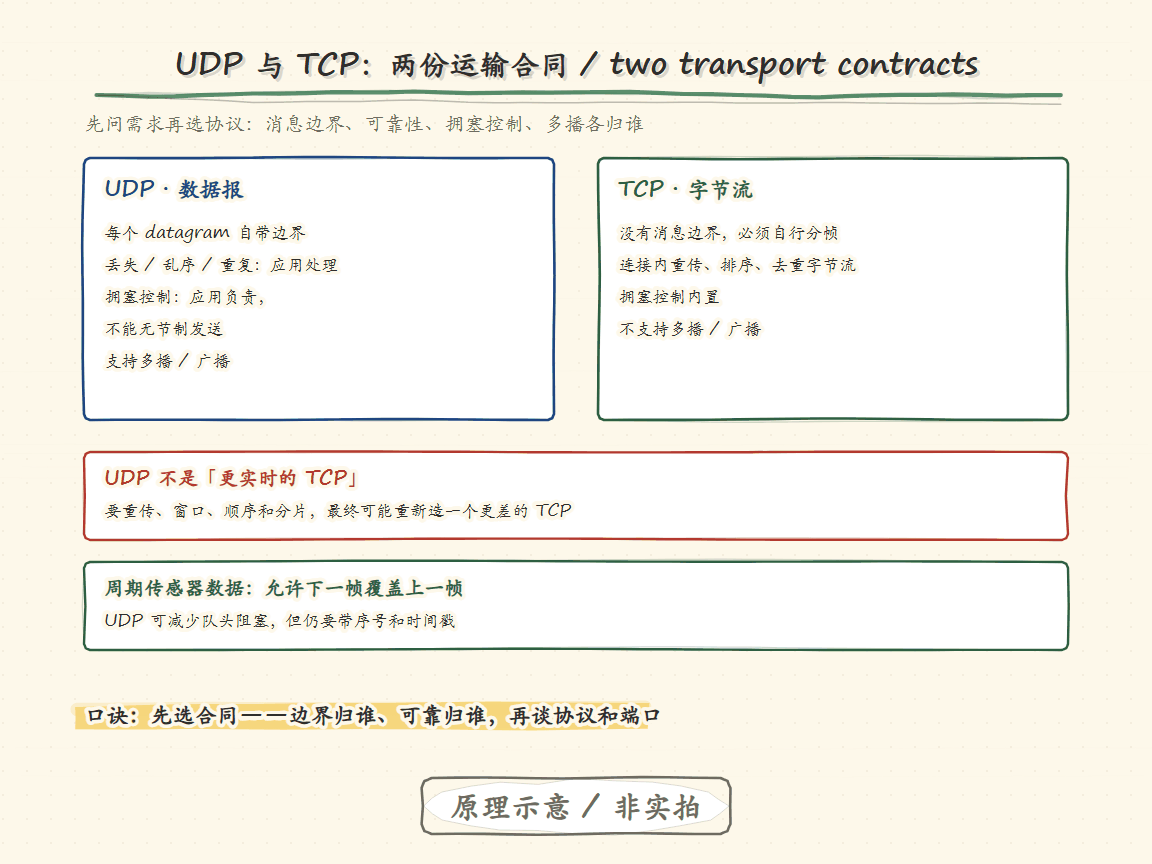 UDP 与 TCP：两份运输合同 / two transport contracts
先问需求再选协议：消息边界、可靠性、拥塞控制、多播各归谁
UDP · 数据报
每个 datagram 自带边界
丢失 / 乱序 / 重复：应用处理
拥塞控制：应用负责，
不能无节制发送
支持多播 / 广播
TCP · 字节流
没有消息边界，必须自行分帧
连接内重传、排序、去重字节流
拥塞控制内置
不支持多播 / 广播
UDP 不是「更实时的 TCP」
要重传、窗口、顺序和分片，最终可能重新造一个更差的 TCP
周期传感器数据：允许下一帧覆盖上一帧
UDP 可减少队头阻塞，但仍要带序号和时间戳
口诀：先选合同——边界归谁、可靠归谁，再谈协议和端口
原理示意 / 非实拍